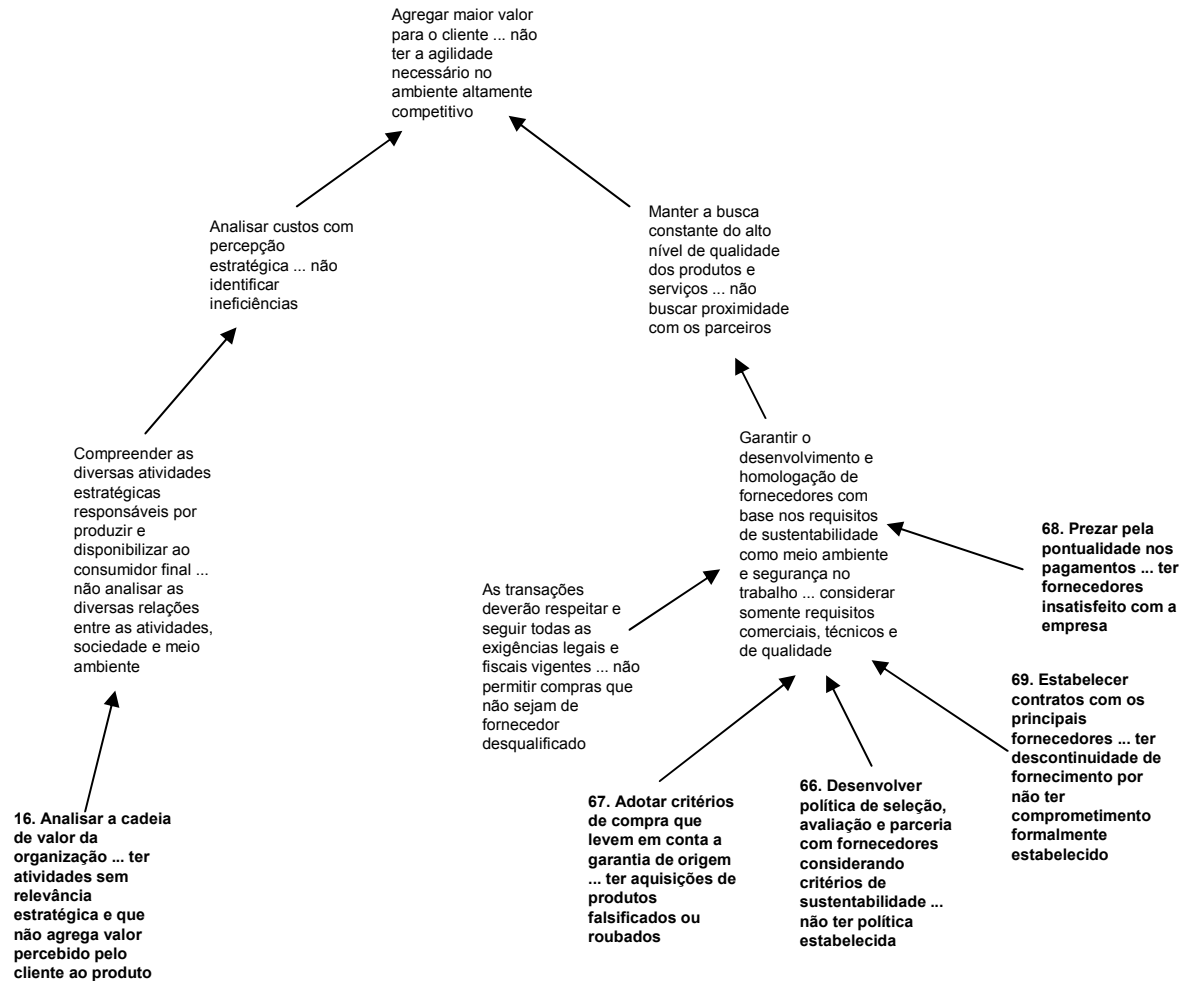 Agregar maior valor
para o cliente ... não
ter a agilidade
necessário no
ambiente altamente
competitivo
Analisar custos com
percepção
estratégica ... não
identificar
ineficiências
Manter a busca
constante do alto
nível de qualidade
dos produtos e
serviços ... não
buscar proximidade
com os parceiros
Compreender as
diversas atividades
estratégicas
responsáveis por
produzir e
disponibilizar ao
consumidor final ...
não analisar as
diversas relações
entre as atividades,
sociedade e meio
ambiente
Garantir o
desenvolvimento e
homologação de
fornecedores com
base nos requisitos
de sustentabilidade
como meio ambiente
e segurança no
trabalho ... considerar
somente requisitos
comerciais, técnicos e
de qualidade
As transações
deverão respeitar e
seguir todas as
exigências legais e
fiscais vigentes ... não
permitir compras que
não sejam de
fornecedor
desqualificado
68. Prezar pela
pontualidade nos
pagamentos ... ter
fornecedores
insatisfeito com a
empresa
69. Estabelecer
contratos com os
principais
fornecedores ... ter
descontinuidade de
fornecimento por
não ter
comprometimento
formalmente
estabelecido
16. Analisar a cadeia
de valor da
organização ... ter
atividades sem
relevância
estratégica e que
não agrega valor
percebido pelo
cliente ao produto
67. Adotar critérios
de compra que
levem em conta a
garantia de origem
... ter aquisições de
produtos
falsificados ou
roubados
66. Desenvolver
política de seleção,
avaliação e parceria
com fornecedores
considerando
critérios de
sustentabilidade ...
não ter política
estabelecida